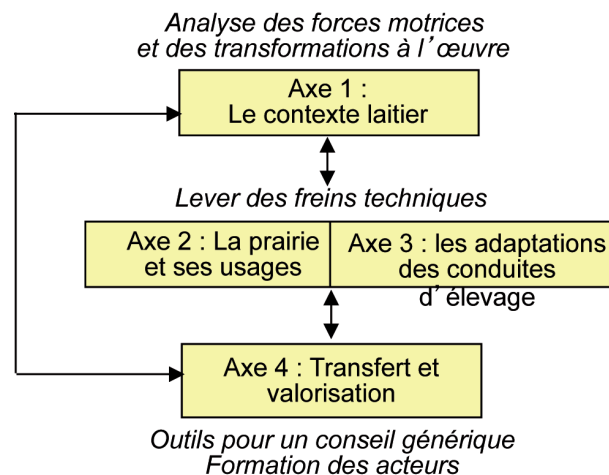 Analyse des forces motrices
et des transformations à l’œuvre
Axe 1 :
Le contexte laitier
Lever des freins techniques
Axe 2 : La prairie
et ses usages
Axe 3 : les adaptations
des conduites
d’élevage
Axe 4 : Transfert et
valorisation
Outils pour un conseil générique
Formation des acteurs